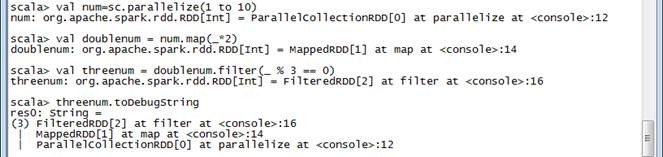 scala> val num=sc.parallelize(1 to 10)
num: org.apache.spark.rdd.RDD[Int] = ParallelCollectionRDD[0] at parallelize at <console>:12
scala> val doublenum = num.map(_*2)
doublenum: org.apache.spark.rdd.RDD[Int] = MappedRDD[1] at map at <console>:14
scala> val threenum = doublenum.filter(_ % 3 == 0)
threenum: org.apache.spark.rdd.RDD[Int] = FilteredRDD[2] at filter at <console>:16
scala> threenum.toDebugString
res0: String =
(3) FilteredRDD[2] at filter at <console>:16
 |  MappedRDD[1] at map at <console>:14
 |  ParallelCollectionRDD[0] at parallelize at <console>:12